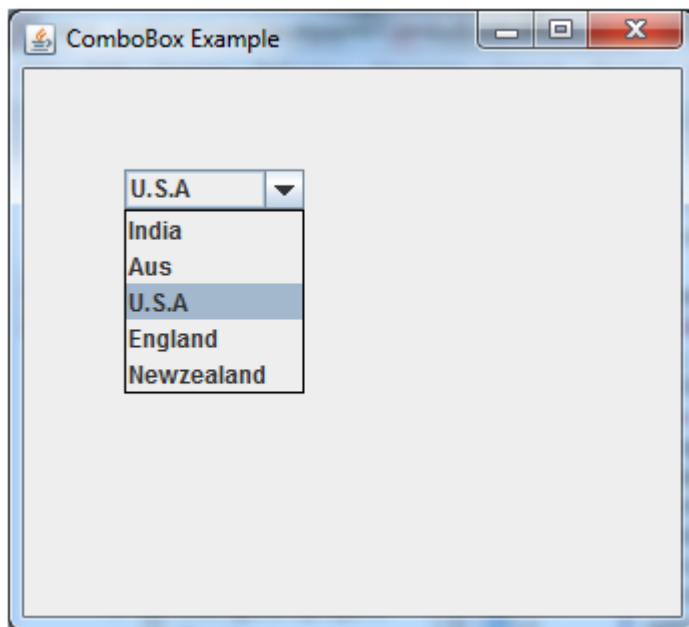 ComboBox Example
U.S.A
India
Aus
U.S.A
England
Newzealand